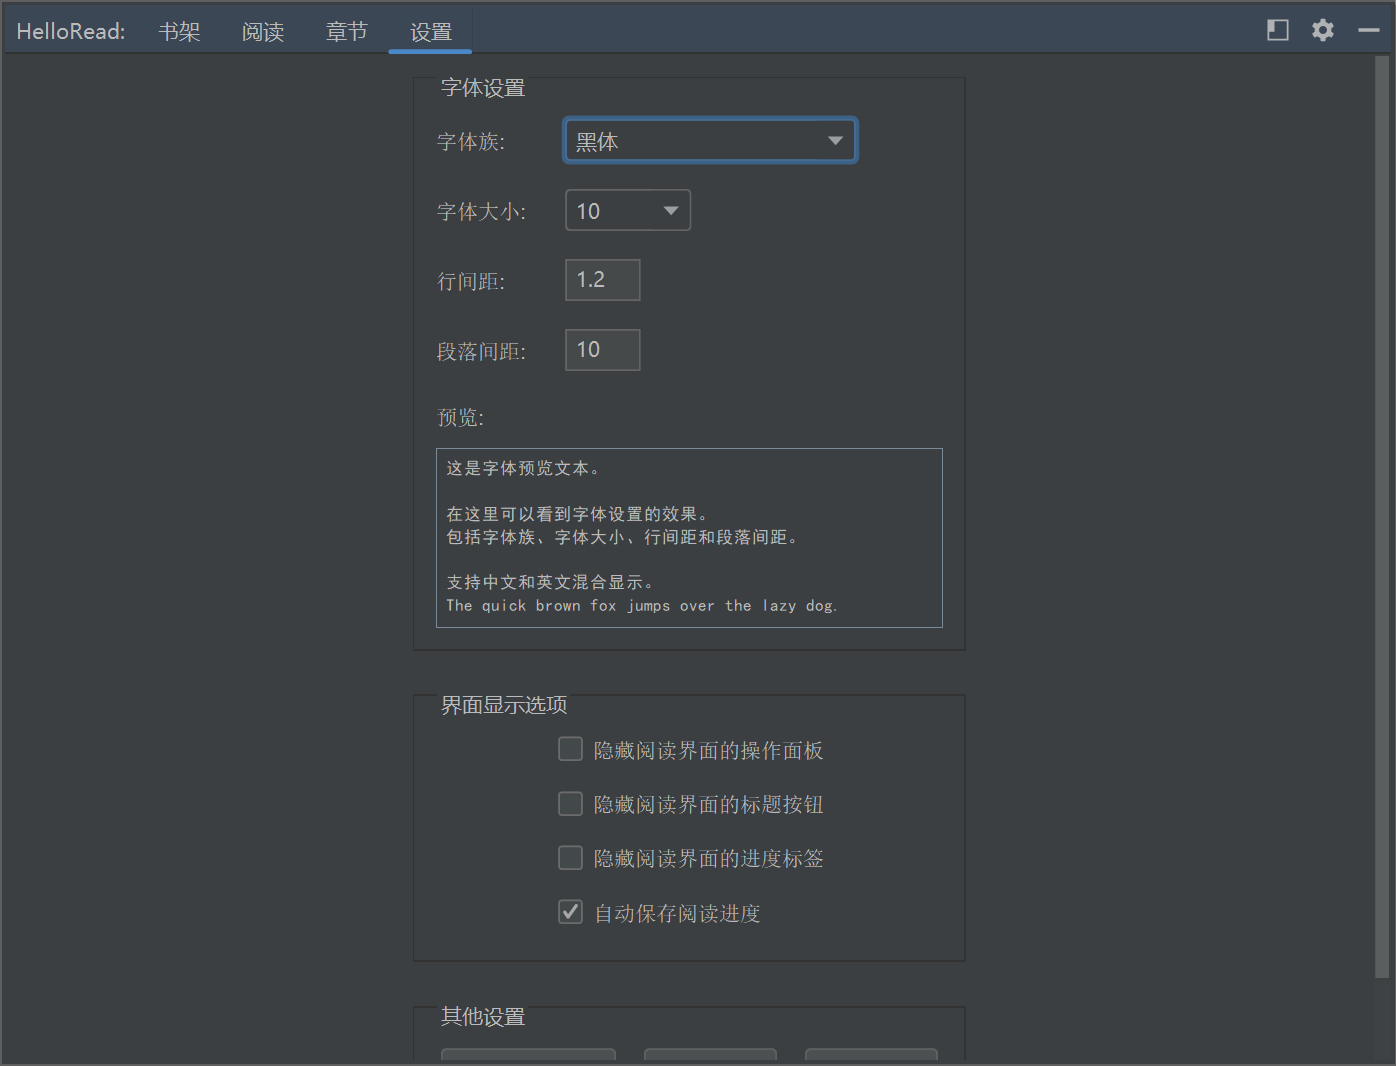 HelloRead: 书架 阅读 章节 设置
字体设置
字体族: 黑体
字体大小: 10
行间距: 1.2
段落间距: 10
预览:
这是字体预览文本。
在这里可以看到字体设置的效果。
包括字体族、字体大小、行间距和段落间距。
支持中文和英文混合显示。
The quick brown fox jumps over the lazy dog.
界面显示选项
隐藏阅读界面的操作面板
隐藏阅读界面的标题按钮
隐藏阅读界面的进度标签
自动保存阅读进度
其他设置